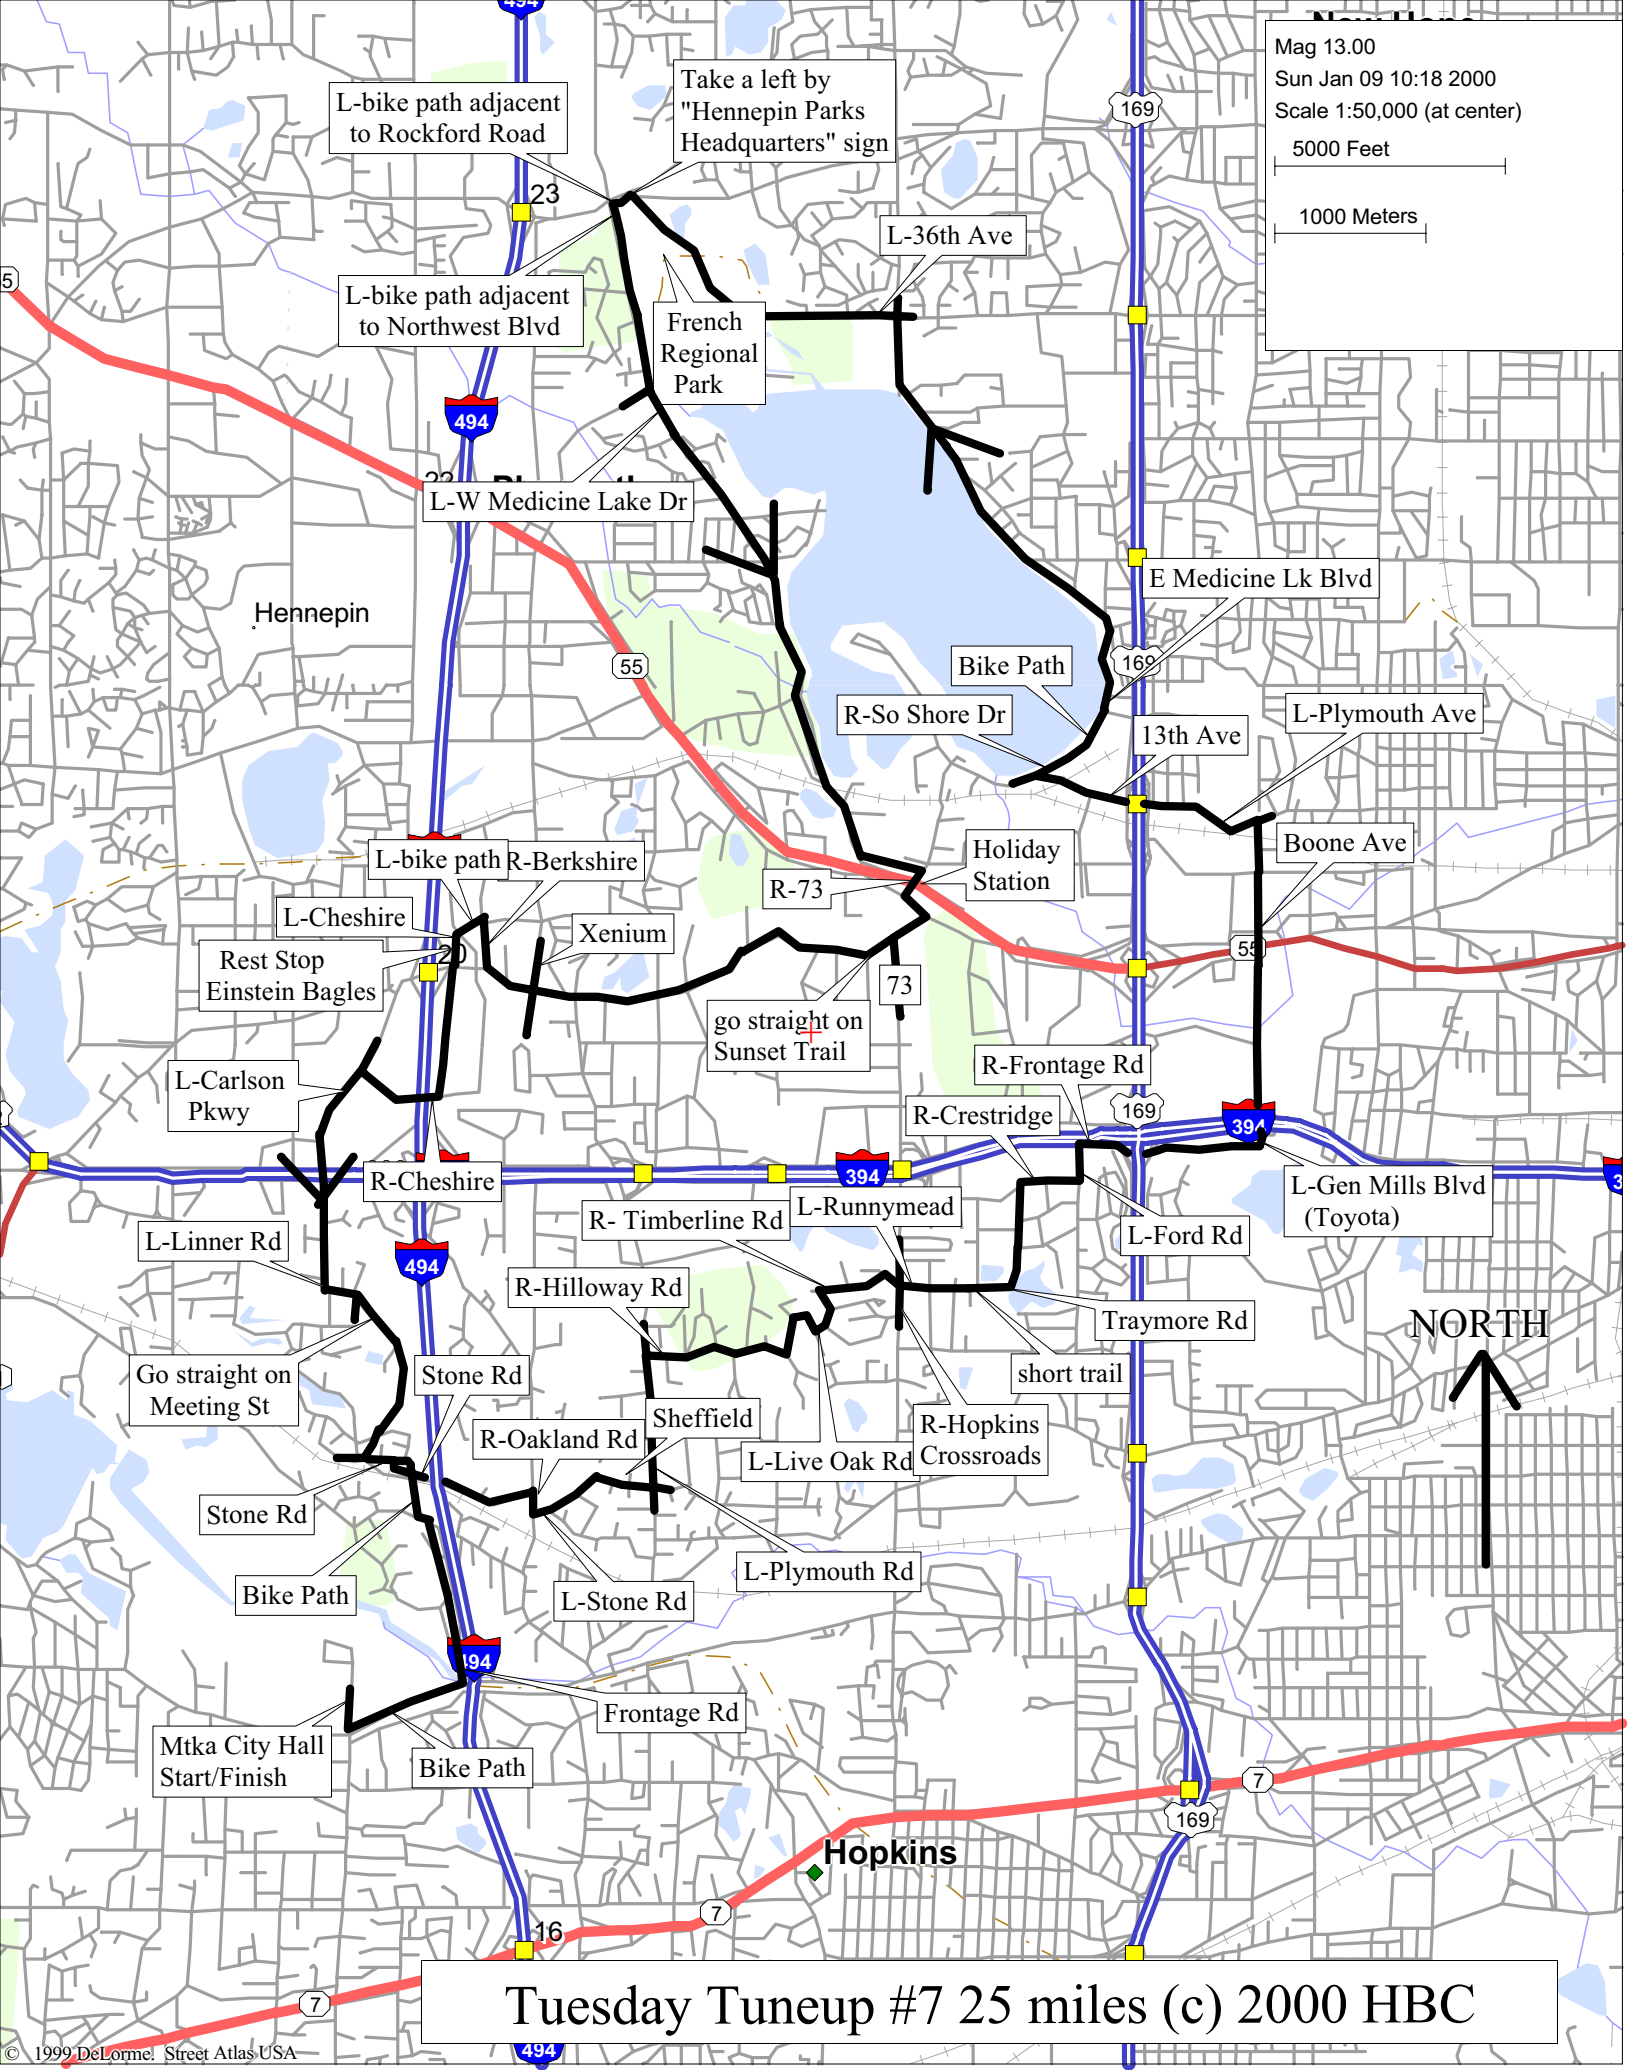 494
Mag 13.00
Sun Jan 09 10:18 2000
Scale 1:50,000 (at center)
5000 Feet
1000 Meters
L-bike path adjacent
to Rockford Road
Take a left by
"Hennepin Parks
Headquarters" sign
169
23
L-36th Ave
5
L-bike path adjacent
to Northwest Blvd
French
Regional
Park
494
L-W Medicine Lake Dr
E Medicine Lk Blvd
Hennepin
55
169
Bike Path
R-So Shore Dr
13th Ave
L-Plymouth Ave
L-bike path
R-Berkshire
Holiday
Station
Boone Ave
R-73
L-Cheshire
Xenium
Rest Stop
Einstein Bagles
20
55
73
go straight on
Sunset Trail
R-Frontage Rd
L-Carlson
Pkwy
R-Crestridge
169
394
R-Cheshire
394
3
L-Gen Mills Blvd
(Toyota)
R- Timberline Rd
L-Runnymead
L-Linner Rd
L-Ford Rd
494
R-Hilloway Rd
Traymore Rd
NORTH
Go straight on
Meeting St
Stone Rd
short trail
Sheffield
R-Oakland Rd
R-Hopkins
Crossroads
L-Live Oak Rd
Stone Rd
L-Plymouth Rd
Bike Path
L-Stone Rd
494
Frontage Rd
Mtka City Hall
Start/Finish
Bike Path
7
169
Hopkins
7
16
7
Tuesday Tuneup #7 25 miles (c) 2000 HBC
494
© 1999 DeLorme. Street Atlas USA